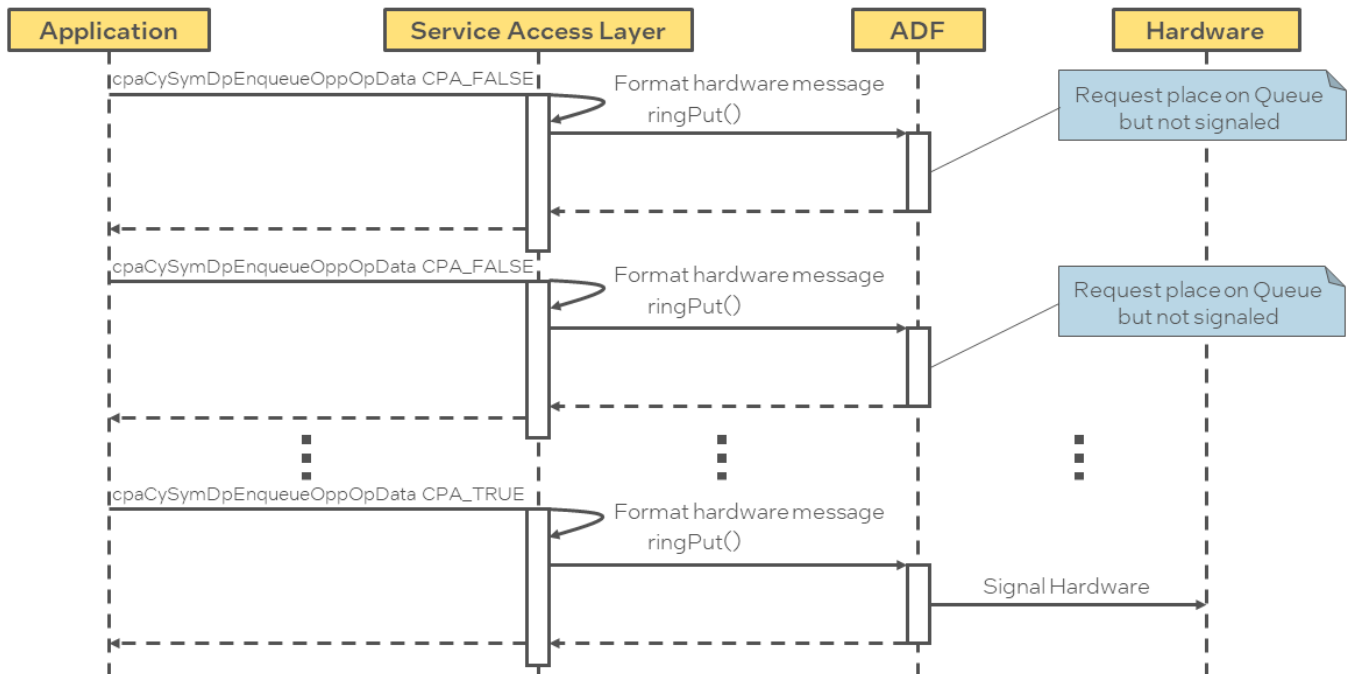 Application
Service Access Layer
ADF
Hardware
cpaCySymDpEnqueueOppOpData CPA_FALSE
Format hardware message
ringPut()
Request place on Queue
but not signaled
cpaCySymDpEnqueueOppOpData CPA_FALSE
Format hardware message
ringPut()
Request place on Queue
but not signaled
cpaCySymDpEnqueueOppOpData CPA_TRUE
Format hardware message
ringPut()
Signal Hardware